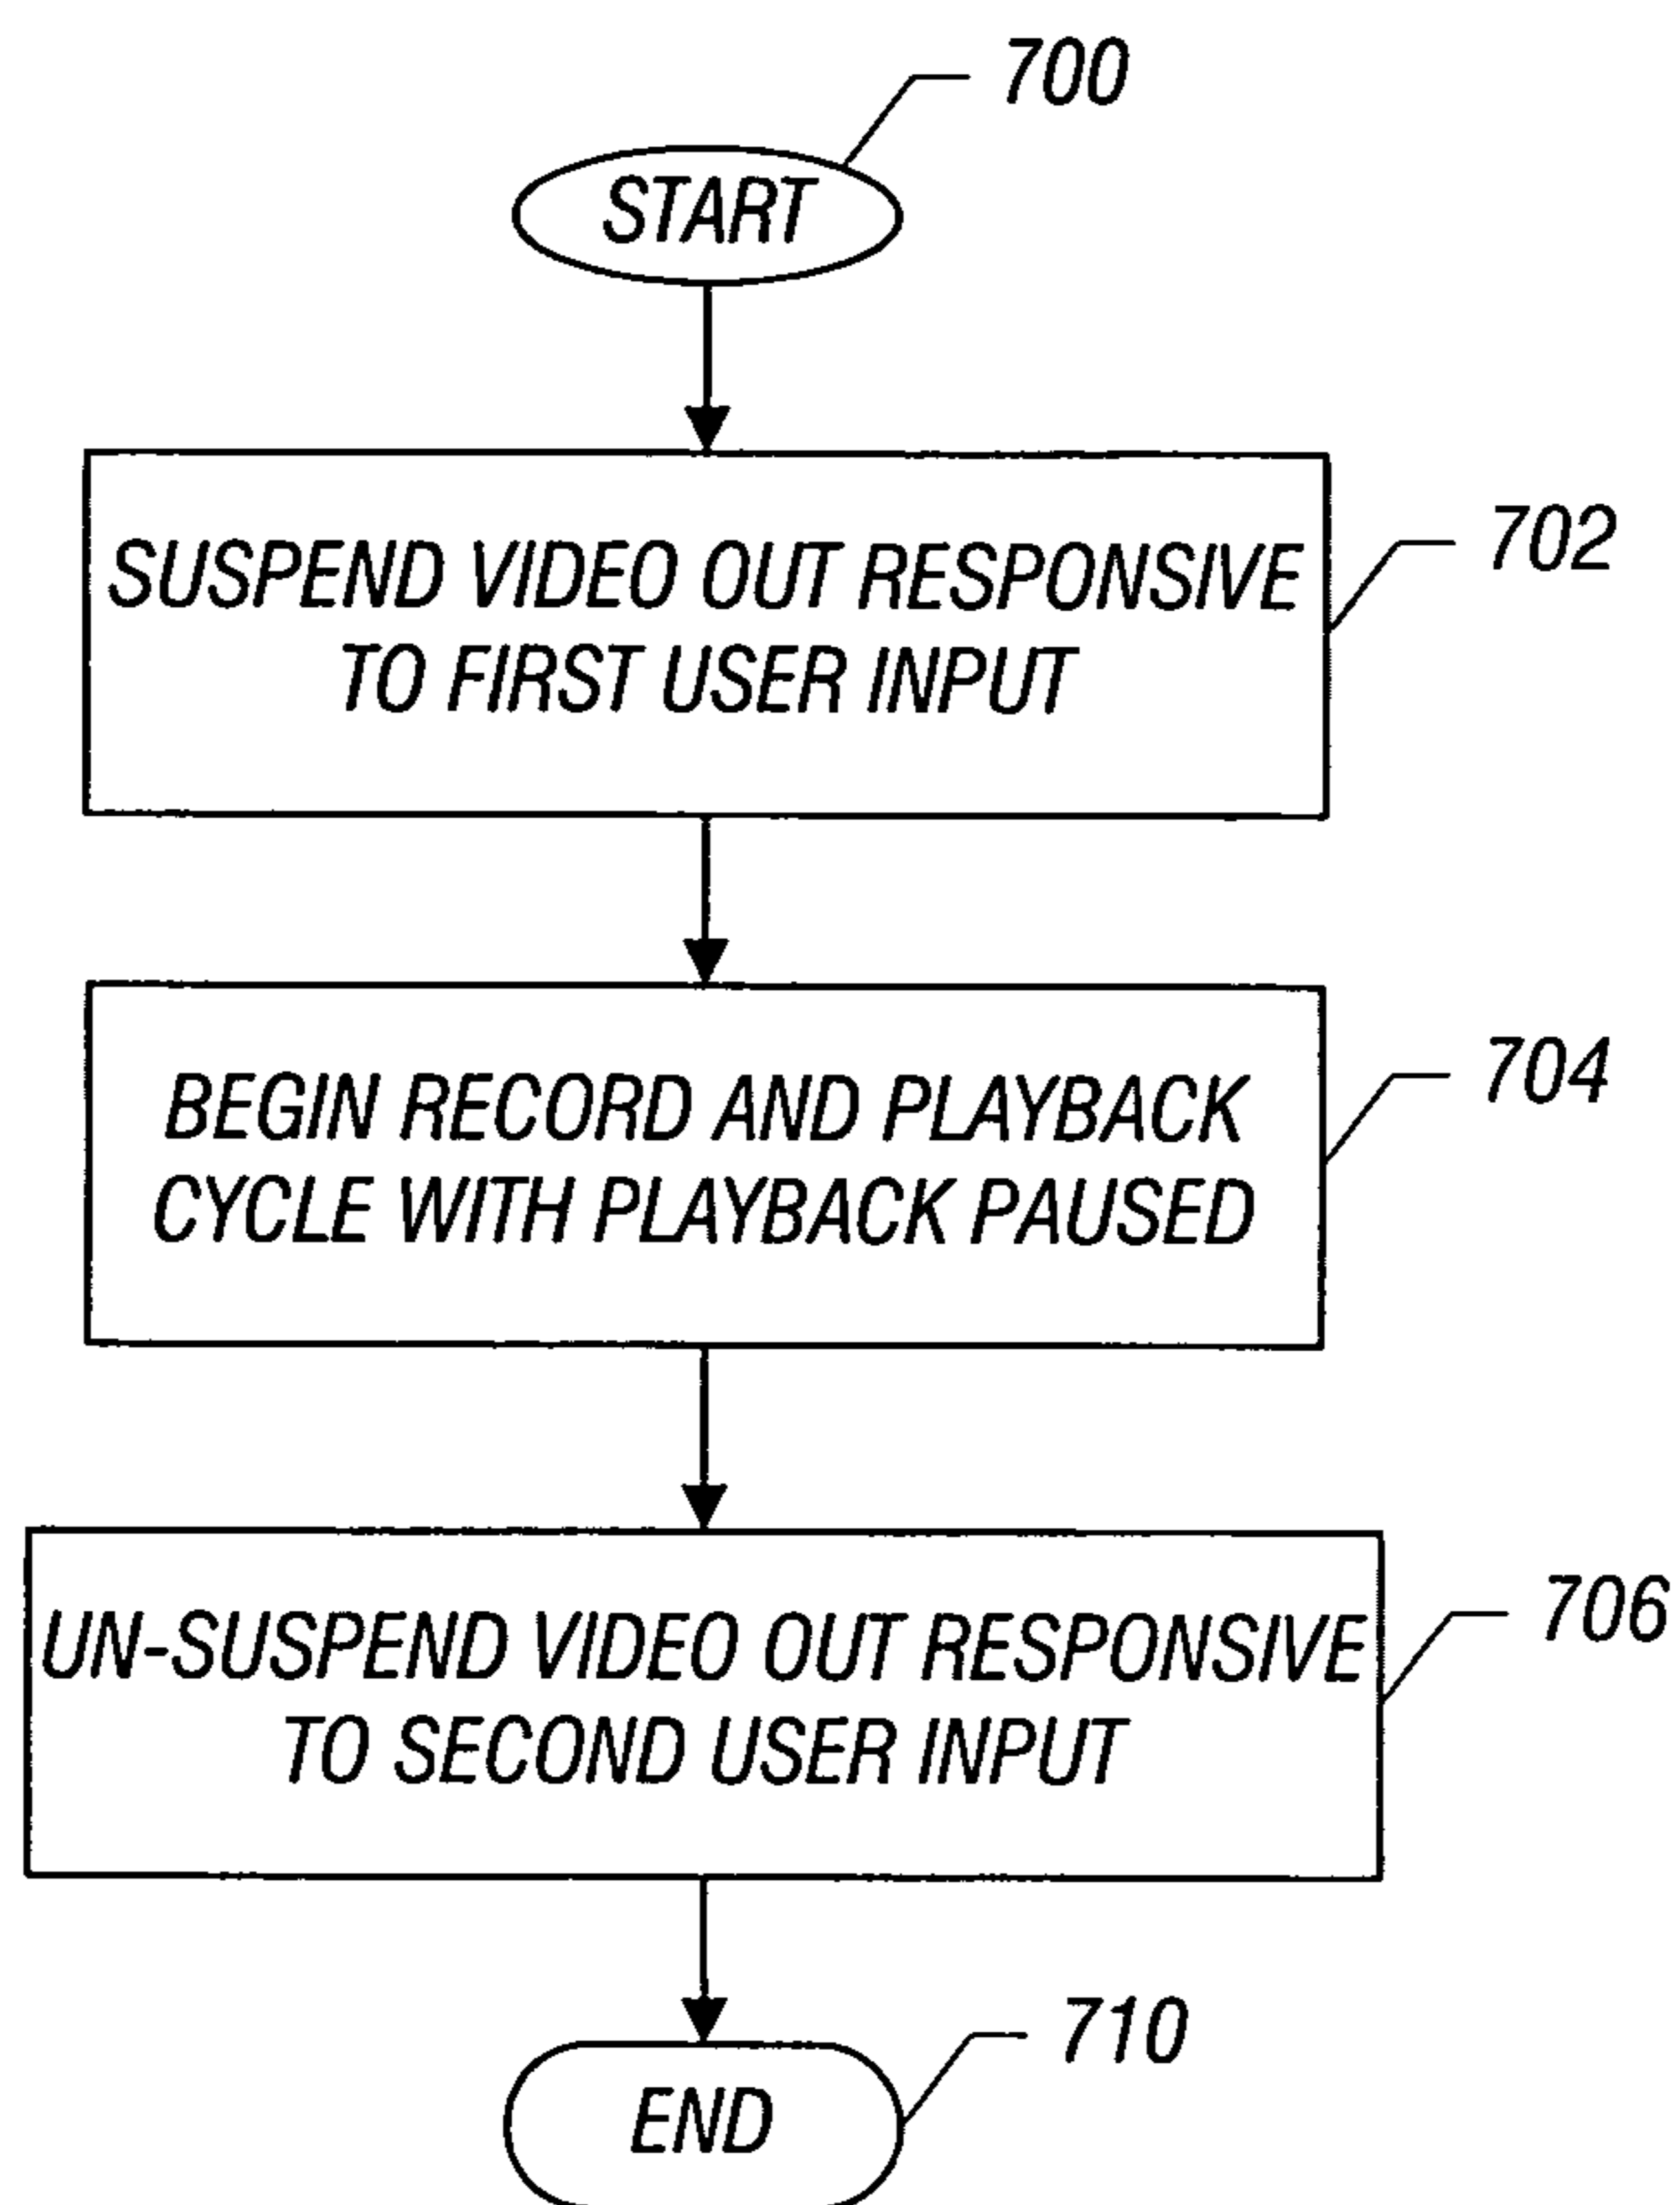 700
START
SUSPEND VIDEO OUT RESPONSIVE
TO FIRST USER INPUT
702
BEGIN RECORD AND PLAYBACK
CYCLE WITH PLAYBACK PAUSED
704
UN-SUSPEND VIDEO OUT RESPONSIVE
TO SECOND USER INPUT
706
710
END